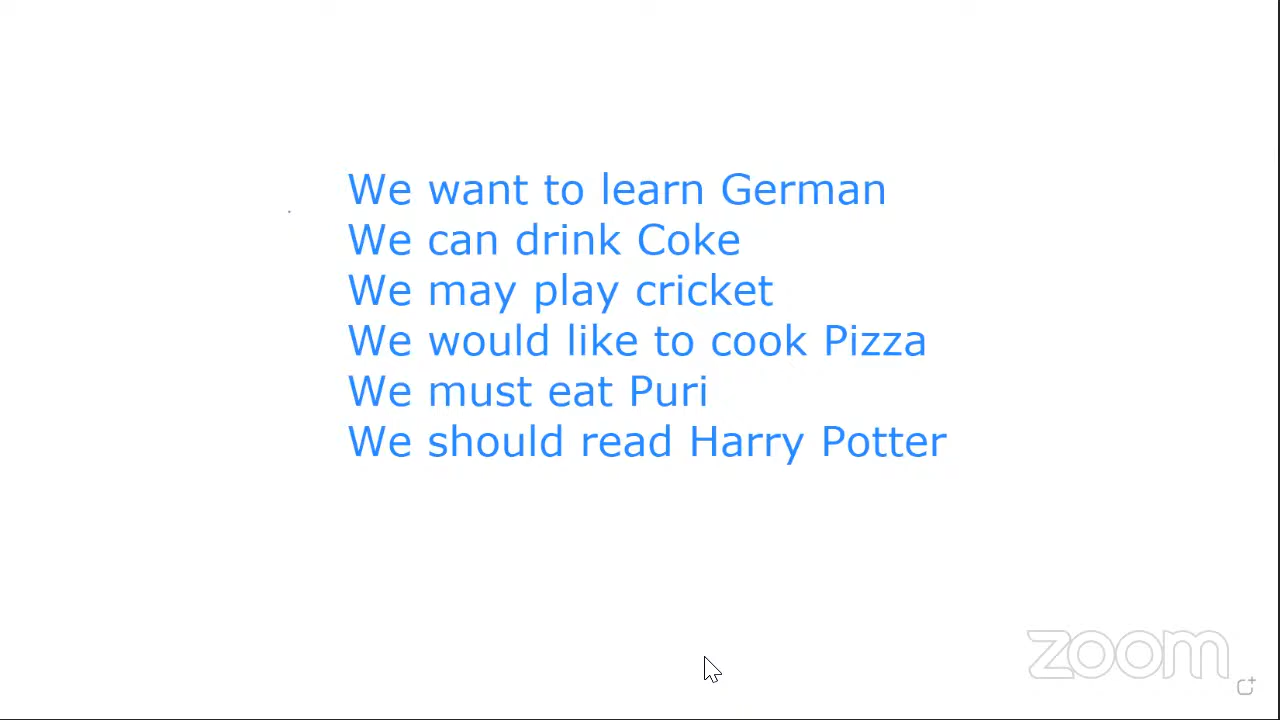 We want to learn German
We can drink Coke
We may play cricket
We would like to cook Pizza
We must eat Puri
We should read Harry Potter
zoom